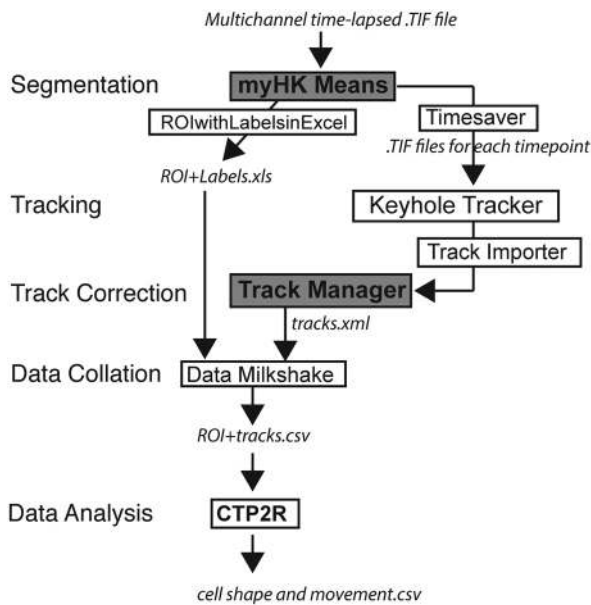 Multichannel time-lapsed .TIF file
Segmentation
myHK Means
ROIwithLabelsinExcel
Timesaver
.TIF files for each timepoint
ROI+Labels.xls
Tracking
Keyhole Tracker
Track Importer
Track Correction
Track Manager
tracks.xml
Data Collation
Data Milkshake
ROI+tracks.csv
Data Analysis
CTP2R
cell shape and movement.csv